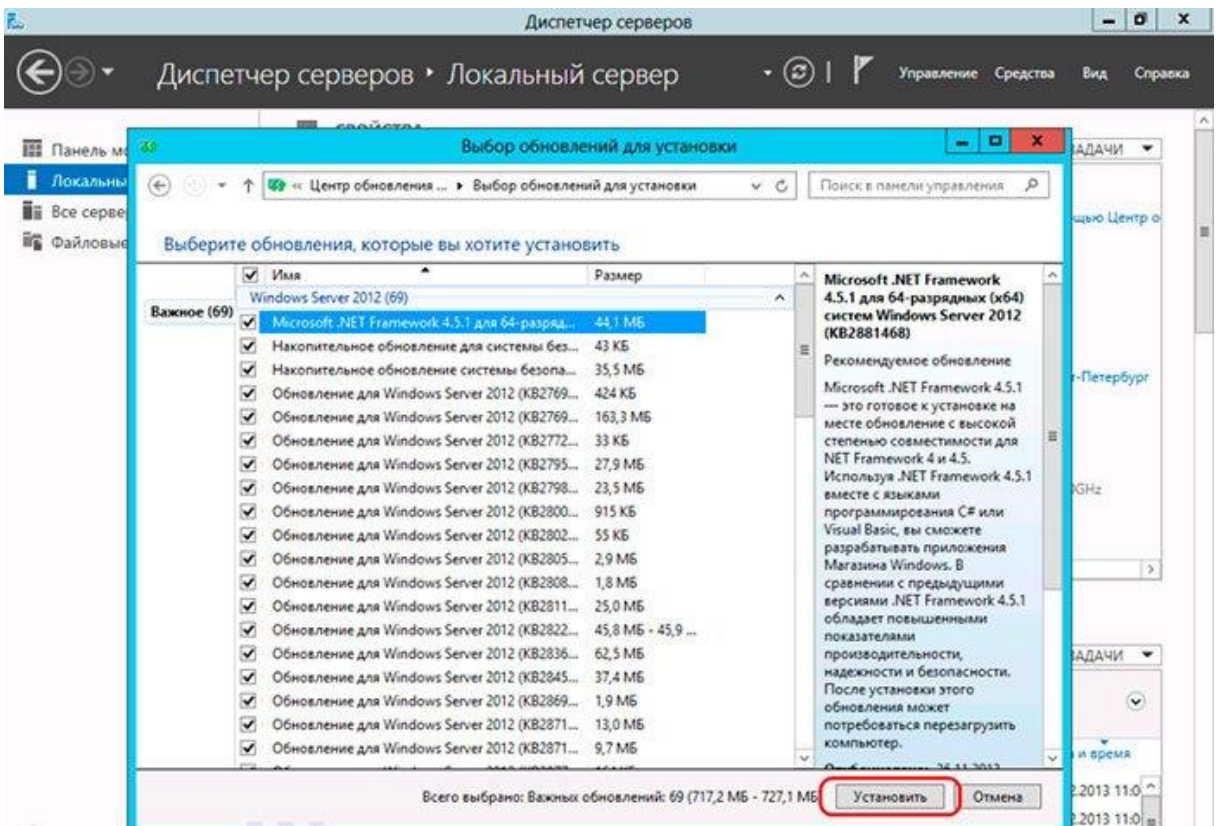 Диспетчер серверов
Диспетчер серверов • Локальный сервер
Управление Средства Вид Справка
Панель
Локальны
Все серве
Файловые
ЗАДАЧИ
Выбор обновлений для установки
Центр обновления ... Выбор обновлений для установки
Поиск в панели управления
Выберите обновления, которые вы хотите установить
Имя Размер
Windows Server 2012 (69)
Важное (69)
Microsoft .NET Framework 4.5.1 для 64-разряд... 44,1 МБ
Накопительное обновление для системы без... 43 КБ
Накопительное обновление системы безопа... 35,5 МБ
Обновление для Windows Server 2012 (KB2769... 424 КБ
Обновление для Windows Server 2012 (KB2769... 163,3 МБ
Обновление для Windows Server 2012 (KB2772... 33 КБ
Обновление для Windows Server 2012 (KB2795... 27,9 МБ
Обновление для Windows Server 2012 (KB2798... 23,5 МБ
Обновление для Windows Server 2012 (KB2800... 915 КБ
Обновление для Windows Server 2012 (KB2802... 55 КБ
Обновление для Windows Server 2012 (KB2805... 2,9 МБ
Обновление для Windows Server 2012 (KB2808... 1,8 МБ
Обновление для Windows Server 2012 (KB2811... 25,0 МБ
Обновление для Windows Server 2012 (KB2822... 45,8 МБ - 45,9 ...
Обновление для Windows Server 2012 (KB2836... 62,5 МБ
Обновление для Windows Server 2012 (KB2845... 37,4 МБ
Обновление для Windows Server 2012 (KB2869... 1,9 МБ
Обновление для Windows Server 2012 (KB2871... 13,0 МБ
Обновление для Windows Server 2012 (KB2871... 9,7 МБ
Microsoft .NET Framework
4.5.1 для 64-разрядных (x64)
систем Windows Server 2012
(KB2881468)
Рекомендуемое обновление
Microsoft .NET Framework 4.5.1
— это готовое к установке на
месте обновление с высокой
степенью совместимости для
NET Framework 4 и 4.5.
Используя .NET Framework 4.5.1
вместе с языками
программирования C# или
Visual Basic, вы сможете
разрабатывать приложения
Магазина Windows. В
сравнении с предыдущими
версиями .NET Framework 4.5.1
обладает повышенными
показателями
производительности,
надежности и безопасности.
После установки этого
обновления может
потребоваться перезагрузить
компьютер.
Всего выбрано: Важных обновлений: 69 (717,2 МБ - 727,1 МБ
Установить Отмена
щью Центр о
т-Петербург
GHz
ЗАДАЧИ
и время
2.2013 11:0
2.2013 11:0